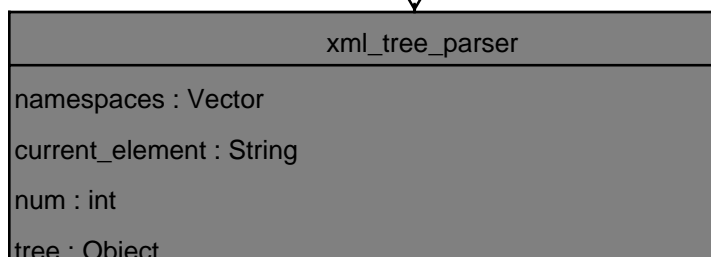 xml_tree_parser
namespaces : Vector
current_element : String
num : int
tree : Object